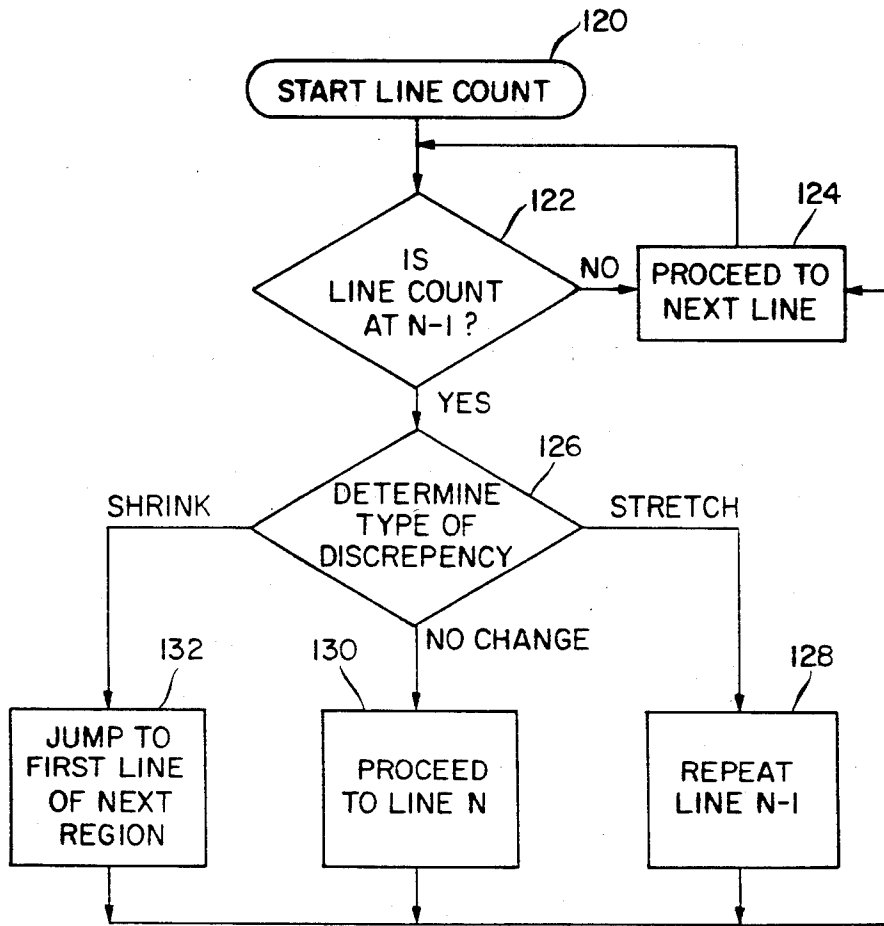 120
START LINE COUNT
122
124
IS
LINE COUNT
AT N-1 ?
NO
PROCEED TO
NEXT LINE
YES
126
SHRINK
DETERMINE
TYPE OF
DISCREPENCY
STRETCH
NO CHANGE
132
130
128
JUMP TO
FIRST LINE
OF NEXT
REGION
PROCEED
TO LINE N
REPEAT
LINE N-1